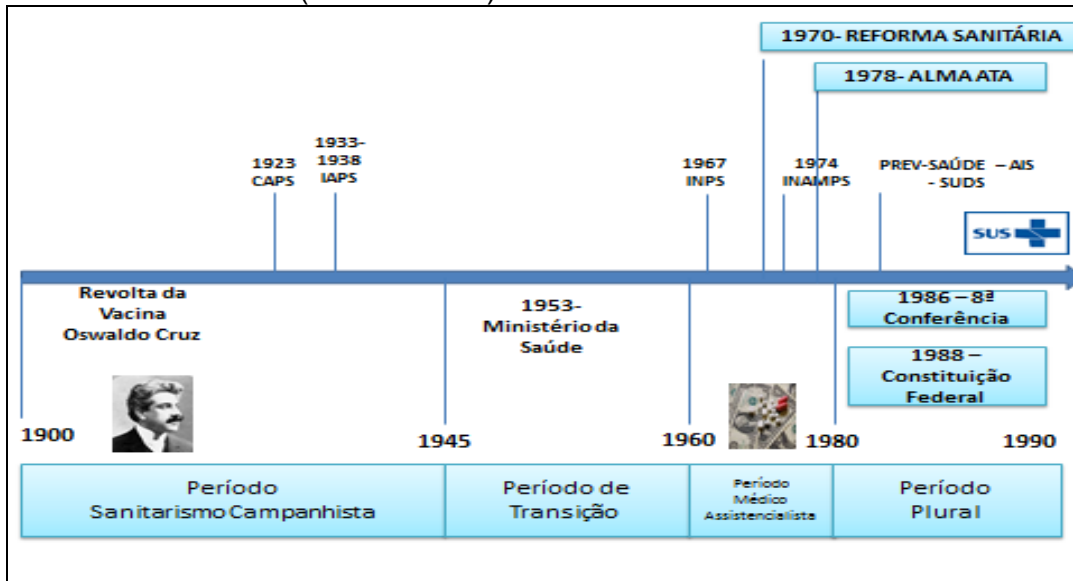 1970- REFORMA SANITÁRIA
1978- ALMA ATA
1923
CAPS
1933-
1938
IAPS
1967
INPS
1974
INAMPS
PREV-SAÚDE – AIS
- SUDS
SUS
Revolta da
Vacina
Oswaldo Cruz
1953-
Ministério da
Saúde
1986 – 8ª
Conferência
1988 –
Constituição
Federal
1900
1945
1960
1980
1990
Período
Sanitarismo Campanhista
Período de
Transição
Período
Médico
Assistencialista
Período
Plural